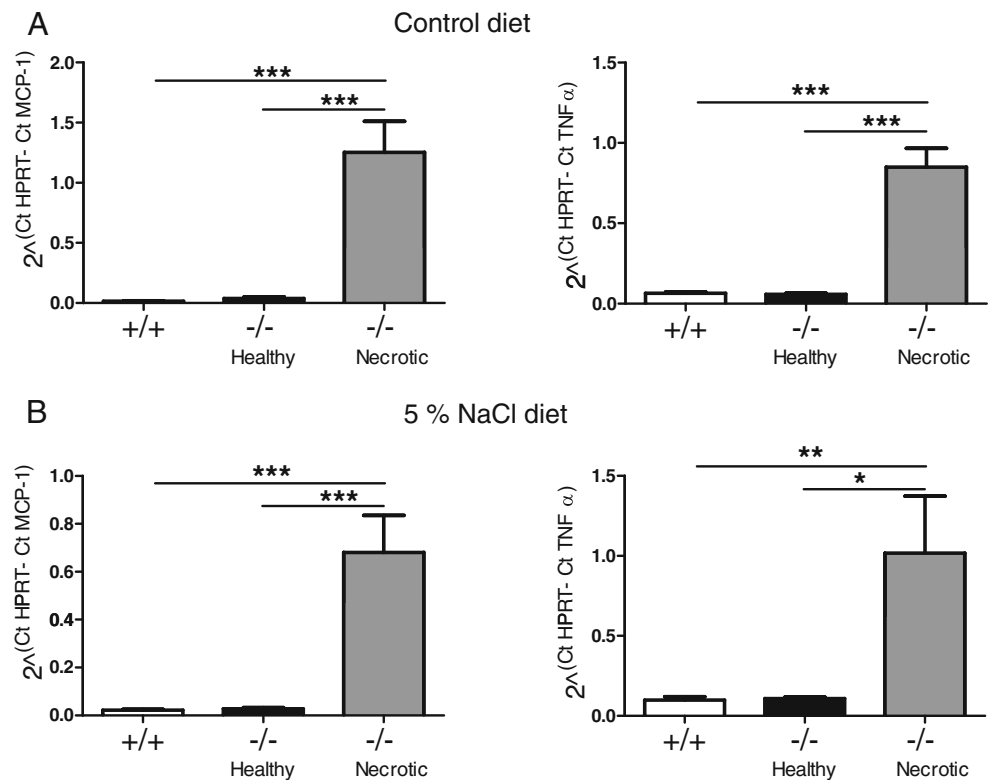 A
Control diet
2^(Ct HPRT- Ct MCP-1)
2.0
1.5
1.0
0.5
0.0
***
***
+/+
-/-
-/-
Healthy
Necrotic
2^(Ct HPRT- Ct TNFα)
1.5
1.0
0.5
0.0
***
***
+/+
-/-
-/-
Healthy
Necrotic
B
5 % NaCl diet
2^(Ct HPRT- Ct MCP-1)
1.0
0.8
0.6
0.4
0.2
0.0
***
***
+/+
-/-
-/-
Healthy
Necrotic
2^(Ct HPRT- Ct TNF α)
1.5
1.0
0.5
0.0
**
*
+/+
-/-
-/-
Healthy
Necrotic